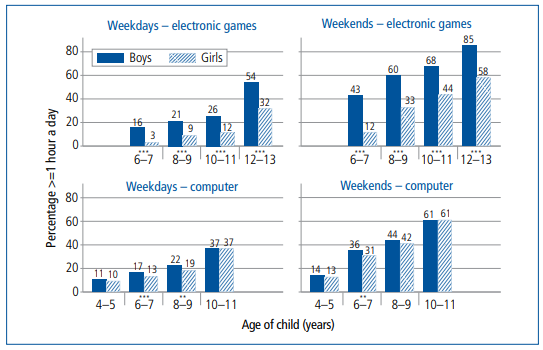 Weekdays – electronic games
Weekends – electronic games
Percentage >=1 hour a day
Boys
Girls
80
60
40
20
0
16
3
21
9
26
12
54
32
43
12
60
33
68
44
85
58
*** *** *** ***
*** *** *** ***
6–7 8–9 10–11 12–13
6–7 8–9 10–11 12–13
Weekdays – computer
Weekends – computer
80
60
40
20
0
11 10
17 13
22 19
37 37
14 13
36 31
44 42
61 61
*** **
**
4–5 6–7 8–9 10–11
4–5 6–7 8–9 10–11
Age of child (years)